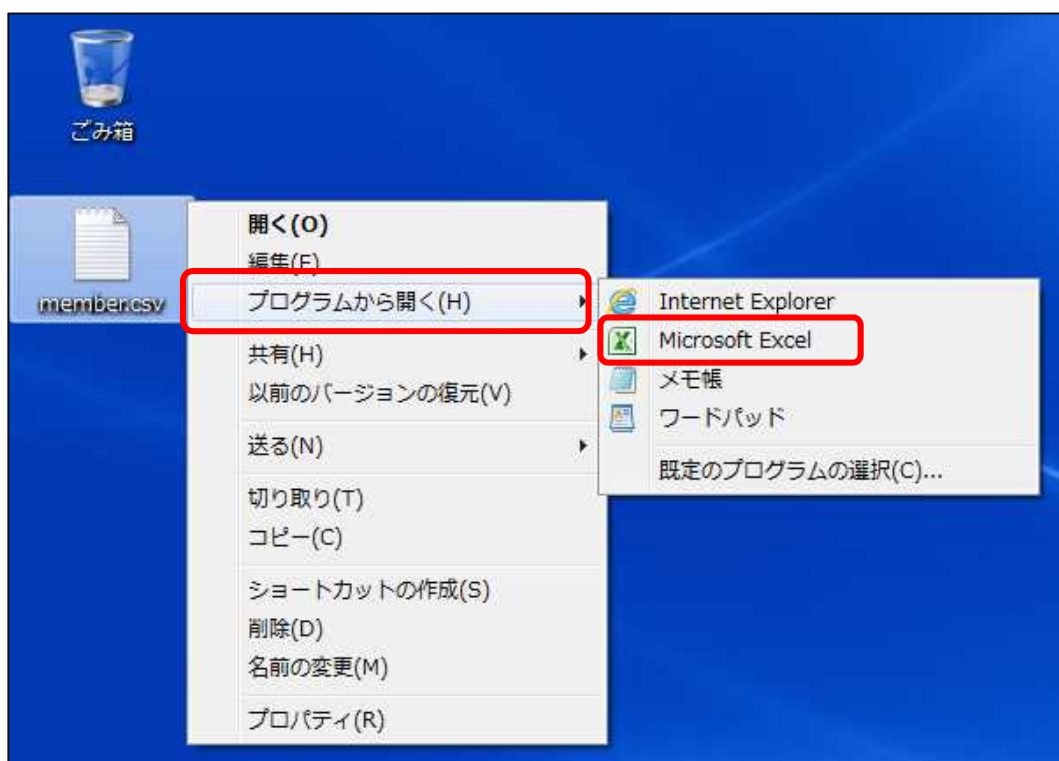 ごみ箱
member.csv
開く(O)
編集(E)
プログラムから開く(H)
共有(H)
以前のバージョンの復元(V)
送る(N)
切り取り(T)
コピー(C)
ショートカットの作成(S)
削除(D)
名前の変更(M)
プロパティ(R)
Internet Explorer
Microsoft Excel
メモ帳
ワードパッド
既定のプログラムの選択(C)...